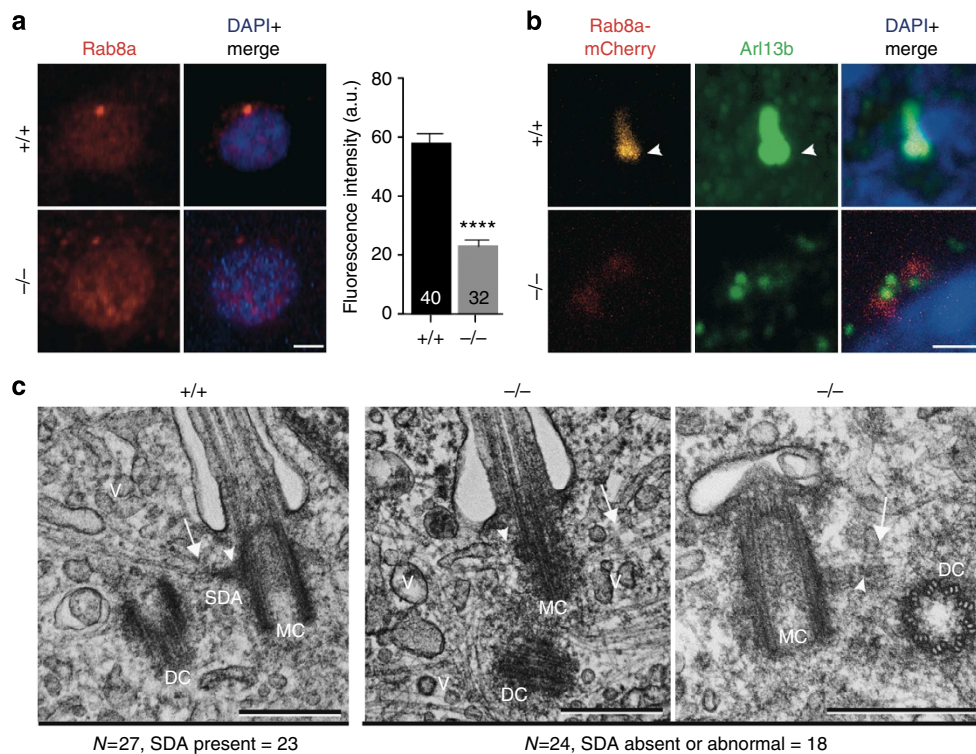 a
Rab8a
DAPI+
merge
+/+
−/−
Fluorescence intensity (a.u.)
80
60
40
20
0
****
40
32
+/+
−/−
b
Rab8a-
mCherry
Arl13b
DAPI+
merge
+/+
−/−
c
+/+
−/−
−/−
V
SDA
MC
DC
V
V
MC
V
DC
DC
MC
N=27, SDA present = 23
N=24, SDA absent or abnormal = 18